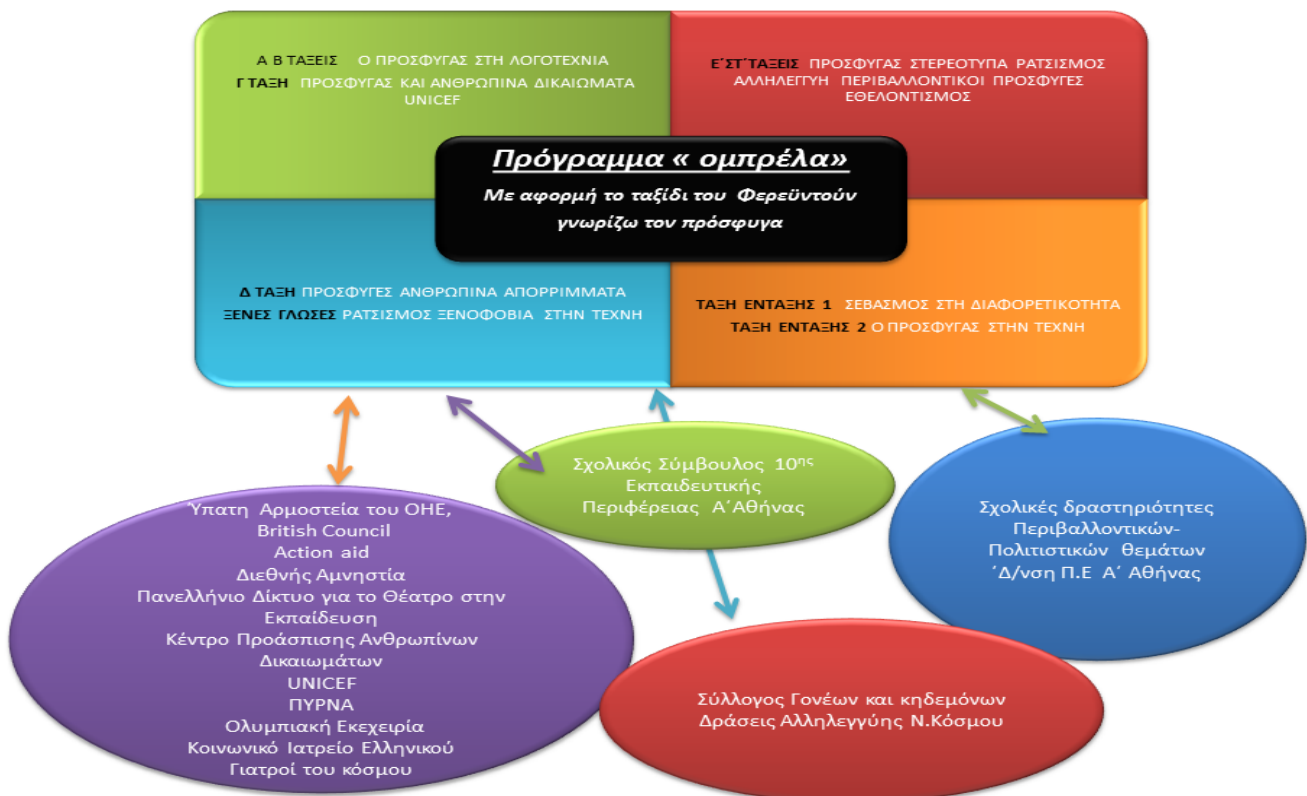 Α Β ΤΑΞΕΙΣ Ο ΠΡΟΣΦΥΓΑΣ ΣΤΗ ΛΟΓΟΤΕΧΝΙΑ
Γ ΤΑΞΗ ΠΡΟΣΦΥΓΑΣ ΚΑΙ ΑΝΘΡΩΠΙΝΑ ΔΙΚΑΙΩΜΑΤΑ
UNICEF
Ε΄ΣΤ΄ΤΑΞΕΙΣ ΠΡΟΣΦΥΓΑΣ ΣΤΕΡΕΟΤΥΠΑ ΡΑΤΣΙΣΜΟΣ
ΑΛΛΗΛΕΓΓΥΗ ΠΕΡΙΒΑΛΛΟΝΤΙΚΟΙ ΠΡΟΣΦΥΓΕΣ
ΕΘΕΛΟΝΤΙΣΜΟΣ
Πρόγραμμα « ομπρέλα»
Με αφορμή το ταξίδι του Φερεϋντούν
γνωρίζω τον πρόσφυγα
Δ ΤΑΞΗ ΠΡΟΣΦΥΓΕΣ ΑΝΘΡΩΠΙΝΑ ΑΠΟΡΡΙΜΜΑΤΑ
ΞΕΝΕΣ ΓΛΩΣΕΣ ΡΑΤΣΙΣΜΟΣ ΞΕΝΟΦΟΒΙΑ ΣΤΗΝ ΤΕΧΝΗ
ΤΑΞΗ ΕΝΤΑΞΗΣ 1 ΣΕΒΑΣΜΟΣ ΣΤΗ ΔΙΑΦΟΡΕΤΙΚΟΤΗΤΑ
ΤΑΞΗ ΕΝΤΑΞΗΣ 2 Ο ΠΡΟΣΦΥΓΑΣ ΣΤΗΝ ΤΕΧΝΗ
Ύπατη Αρμοστεία του ΟΗΕ,
British Council
Action aid
Διεθνής Αμνηστία
Πανελλήνιο Δίκτυο για το Θέατρο στην
Εκπαίδευση
Κέντρο Προάσπισης Ανθρωπίνων
Δικαιωμάτων
UNICEF
ΠΥΡΝΑ
Ολυμπιακή Εκεχειρία
Κοινωνικό Ιατρείο Ελληνικού
Γιατροί του κόσμου
Σχολικός Σύμβουλος 10ης
Εκπαιδευτικής
Περιφέρειας Α΄Αθήνας
Σύλλογος Γονέων και κηδεμόνων
Δράσεις Αλληλεγγύης Ν.Κόσμου
Σχολικές δραστηριότητες
Περιβαλλοντικών-
Πολιτιστικών θεμάτων
΄Δ/νση Π.Ε Α΄ Αθήνας